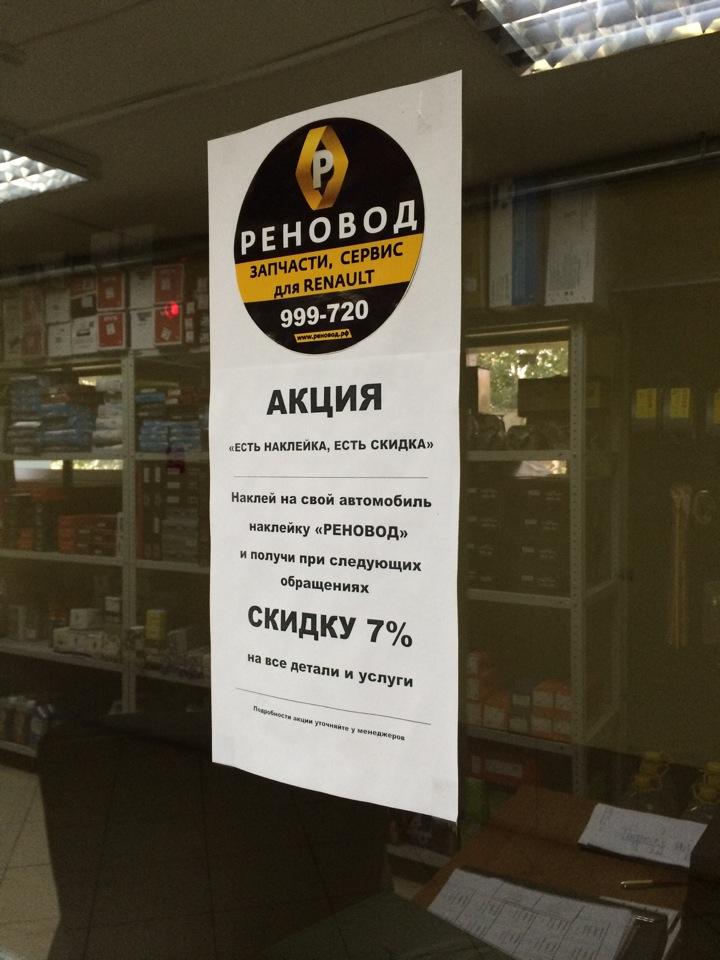 Р
РЕНОВОД
ЗАПЧАСТИ, СЕРВИС
для RENAULT
999-720
www.реновод.рф
АКЦИЯ
«ЕСТЬ НАКЛЕЙКА, ЕСТЬ СКИДКА»
Наклей на свой автомобиль
наклейку «РЕНОВОД»
и получи при следующих
обращениях
СКИДКУ 7%
на все детали и услуги
Подробности акции уточняйте у менеджеров